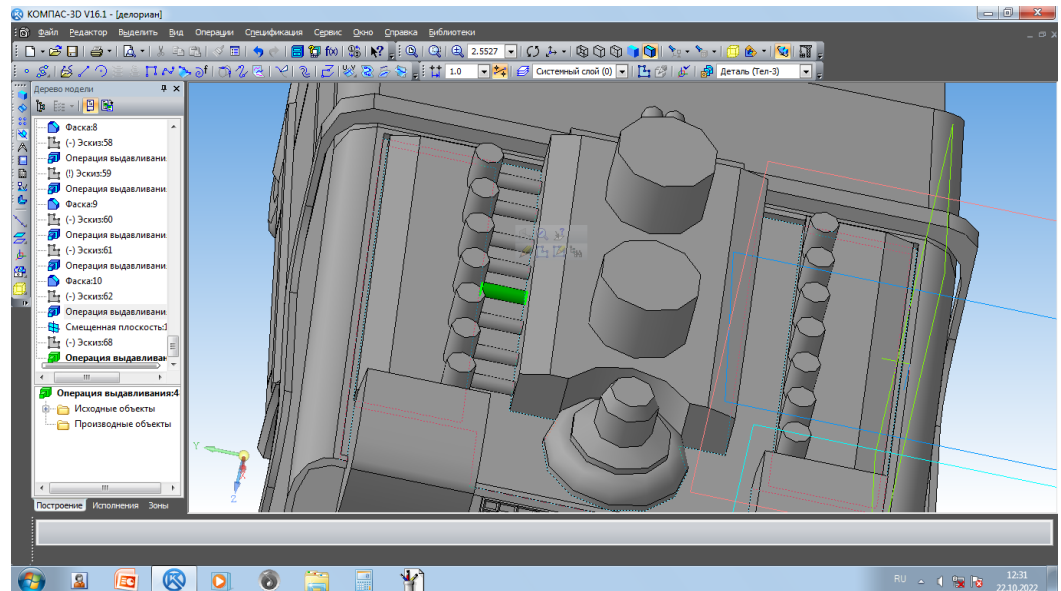 КОМПАС-3D V16.1 - [делориан]
Файл Редактор Выделить Вид Операции Спецификация Сервис Окно Справка Библиотеки
2.5527
1.0 Системный слой (0) Деталь (Тел-3)
Дерево модели
Фаска:8
(-) Эскиз:58
Операция выдавливани
(!) Эскиз:59
Операция выдавливани
Фаска:9
(-) Эскиз:60
Операция выдавливани
(-) Эскиз:61
Операция выдавливани
Фаска:10
(-) Эскиз:62
Операция выдавливани
Смещенная плоскость:1
(-) Эскиз:68
Операция выдавливан
Операция выдавливания:4
Исходные объекты
Производные объекты
Построение Исполнения Зоны
Y
Z
RU
12:31
22.10.2022